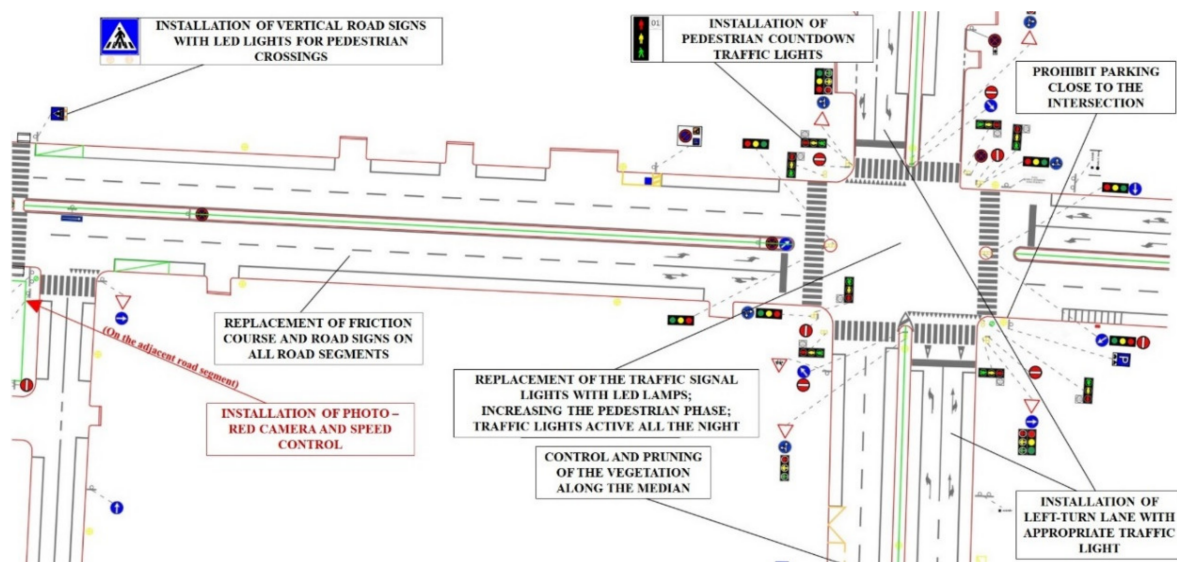 INSTALLATION OF VERTICAL ROAD SIGNS
WITH LED LIGHTS FOR PEDESTRIAN
CROSSINGS
01
INSTALLATION OF
PEDESTRIAN COUNTDOWN
TRAFFIC LIGHTS
PROHIBIT PARKING
CLOSE TO THE
INTERSECTION
REPLACEMENT OF FRICTION
COURSE AND ROAD SIGNS ON
ALL ROAD SEGMENTS
(On the adjacent road segment)
INSTALLATION OF PHOTO –
RED CAMERA AND SPEED
CONTROL
REPLACEMENT OF THE TRAFFIC SIGNAL
LIGHTS WITH LED LAMPS;
INCREASING THE PEDESTRIAN PHASE;
TRAFFIC LIGHTS ACTIVE ALL THE NIGHT
CONTROL AND PRUNING
OF THE VEGETATION
ALONG THE MEDIAN
INSTALLATION OF
LEFT-TURN LANE WITH
APPROPRIATE TRAFFIC
LIGHT
P